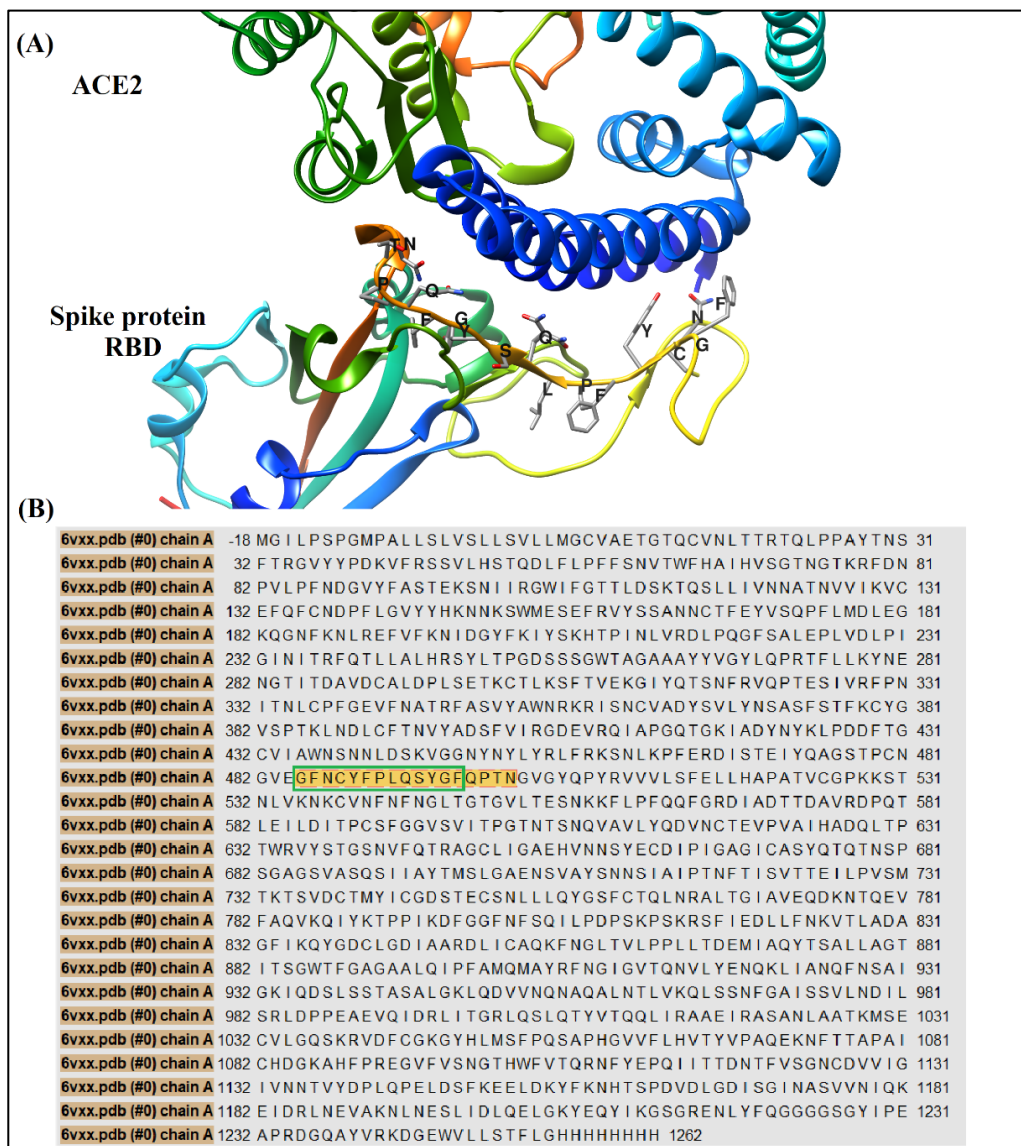 (A)
ACE2
TN
P Q
F G
Y
S Q
L P F
Y N F
C G
Spike protein
RBD
(B)
6vxx.pdb (#0) chain A -18 MGILPSPGMPALLSLVSLLSVLLMGCVAETGTQCVNLTTRTQLPPAYTNS 31
6vxx.pdb (#0) chain A 32 FTRGVYYPDKVFRSSVLHSTQDLFLPFFSNVTWFHAIHVSGTNGTKRFDN 81
6vxx.pdb (#0) chain A 82 PVLPFNDGVYFASTEKSNIIRGWIFGTTLDSKTQSLLIVNNATNVVIKVC 131
6vxx.pdb (#0) chain A 132 EFQFCNDPFLGVYYHKNNKSWMESEFRVYSSANNCTFEYVSQPFLMDLEG 181
6vxx.pdb (#0) chain A 182 KQGNFKNLREFVFKNIDGYFKIYSKHTPINLVRDLPQGFSALEPLVDLPI 231
6vxx.pdb (#0) chain A 232 GINITRFQTLLALHRSYLTPGDSSSGWTAGAAAYYVGYLQPRTFLLKYNE 281
6vxx.pdb (#0) chain A 282 NGTITDAVDCALDPLSETKCTLKSFTVEKGIYQTSNFRVQPTESIVRFPN 331
6vxx.pdb (#0) chain A 332 ITNLCPFGEVFNATRFASVYAWNRKRISNCVADYSVLYNSASFSTFKCYG 381
6vxx.pdb (#0) chain A 382 VSPTKLNDLCFTNVYADSFVIRGDEVRQIAPGQTGKIADYNYKLPDDFTG 431
6vxx.pdb (#0) chain A 432 CVIAWNSNNLDSKVGGNYNYLYRLFRKSNLKPFERDISTEIYQAGSTPCN 481
6vxx.pdb (#0) chain A 482 GVEGFNCYFPLQSYGFQPTNGVGYQPYRVVVLSFELLHAPATVCGPKKST 531
6vxx.pdb (#0) chain A 532 NLVKNKCVNFNFNGLTGTGVLTESNKKFLPFQQFGRDIADTTDAVRDPQT 581
6vxx.pdb (#0) chain A 582 LEILDITPCSFGGVSVITPGTNTSNQVAVLYQDVNCTEVPVAIHADQLTP 631
6vxx.pdb (#0) chain A 632 TWRVYSTGSNVFQTRAGCLIGAEHVNNSYECDIPIGAGICASYQTQTNSP 681
6vxx.pdb (#0) chain A 682 SGAGSVASQSIIAYTMSLGAENSVAYSNNSIAIPTNFTISVTTEILPVSM 731
6vxx.pdb (#0) chain A 732 TKTSVDCTMYICGDSTECSNLLLQYGSFCTQLNRALTGIAVEQDKNTQEV 781
6vxx.pdb (#0) chain A 782 FAQVKQIYKTPPIKDFGGFNFSQILPDPSKPSKRSFIEDLLFNKVTLADA 831
6vxx.pdb (#0) chain A 832 GFIKQYGDCLGDIAARDLICAQKFNGLTVLPPLLTDEMIAQYTSALLAGT 881
6vxx.pdb (#0) chain A 882 ITSGWTFGAGAALQIPFAMQMAYRFNGIGVTQNVLYENQKLIANQFNSAI 931
6vxx.pdb (#0) chain A 932 GKIQDSLSSTASALGKLQDVVNQNAQALNTLVKQLSSNFGAISSVLNDIL 981
6vxx.pdb (#0) chain A 982 SRLDPPEAEVQIDRLITGRLQSLQTYVTQQLIRAAEIRASANLAATKMSE 1031
6vxx.pdb (#0) chain A 1032 CVLGQSKRVDFCGKGYHLMSFPQSAPHGVVFLHVTYVPAQEKNFTTAPAI 1081
6vxx.pdb (#0) chain A 1082 CHDGKAHFPREGVFVSNGTHWFVTQRNFYEPQIITTDNTFVSGNCDVVIG 1131
6vxx.pdb (#0) chain A 1132 IVNNTVYDPLQPELDSFKEELDKYFKNHTSPDVDLGDISGINASVVNIQK 1181
6vxx.pdb (#0) chain A 1182 EIDRLNEVAKNLNESLIDLQELGKYEQYIKGSGRENLYFQGGGGSGYIPE 1231
6vxx.pdb (#0) chain A 1232 APRDGQAYVRKDGEWVLLSTFLGHHHHHHHH 1262